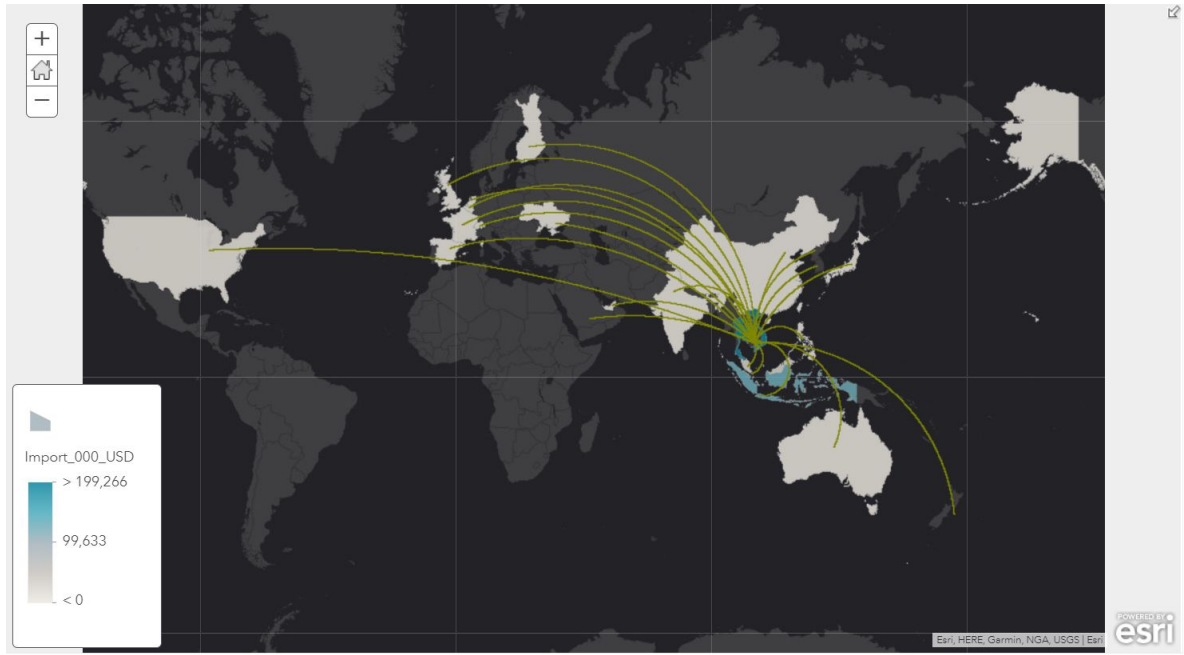 +
−
Import_000_USD
> 199,266
99,633
< 0
Esri, HERE, Garmin, NGA, USGS | Esri
POWERED BY
esri